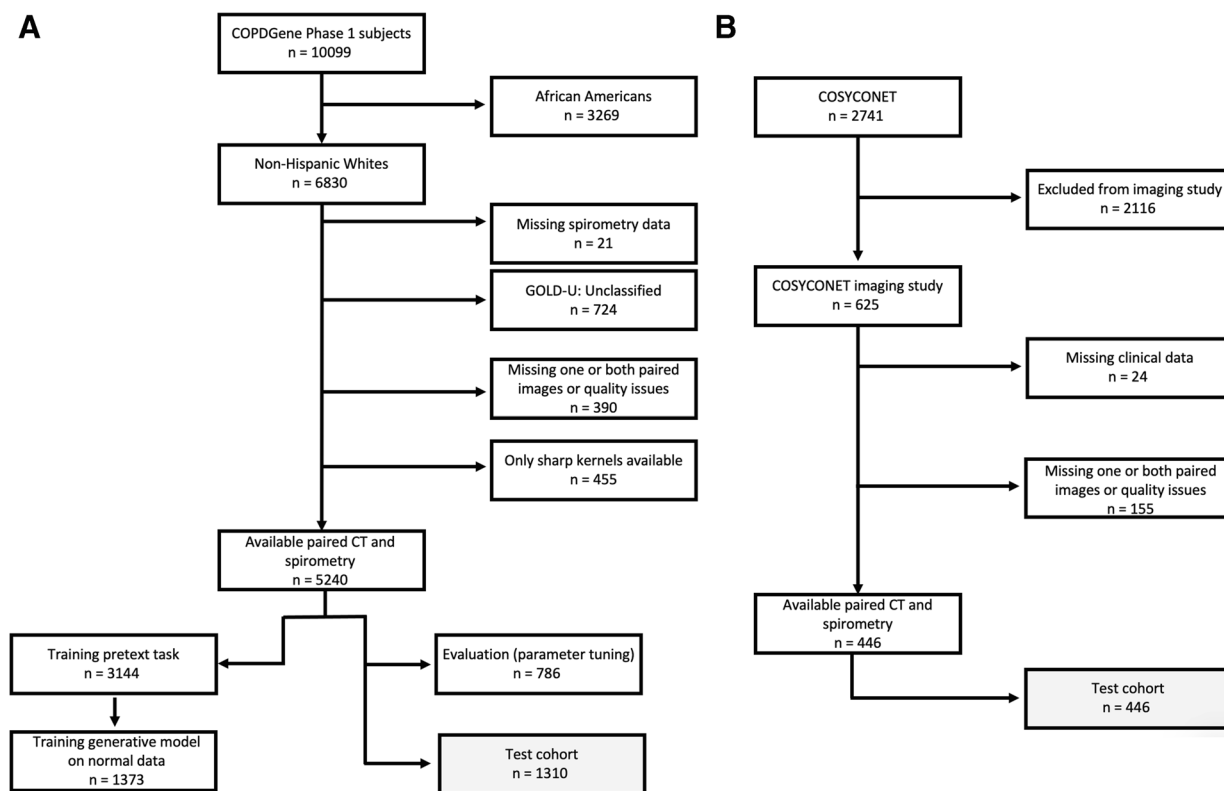 A
COPDGene Phase 1 subjects
n = 10099
African Americans
n = 3269
Non-Hispanic Whites
n = 6830
Missing spirometry data
n = 21
GOLD-U: Unclassified
n = 724
Missing one or both paired
images or quality issues
n = 390
Only sharp kernels available
n = 455
Available paired CT and
spirometry
n = 5240
Training pretext task
n = 3144
Evaluation (parameter tuning)
n = 786
Training generative model
on normal data
n = 1373
Test cohort
n = 1310
B
COSYCONET
n = 2741
Excluded from imaging study
n = 2116
COSYCONET imaging study
n = 625
Missing clinical data
n = 24
Missing one or both paired
images or quality issues
n = 155
Available paired CT and
spirometry
n = 446
Test cohort
n = 446